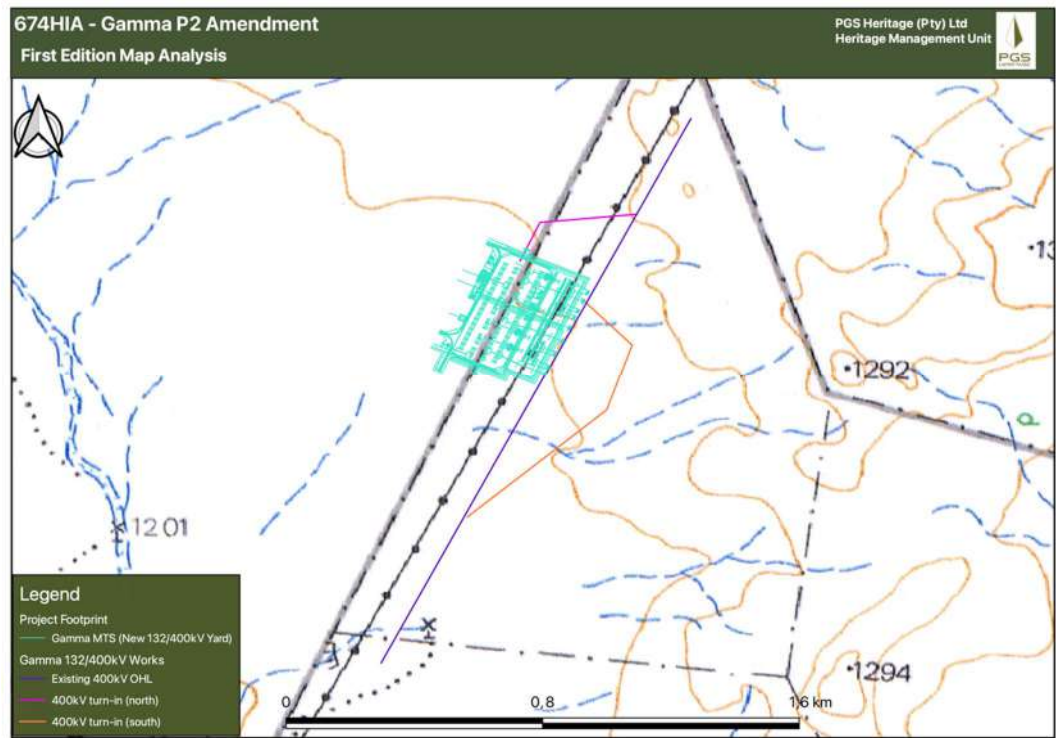 674HIA - Gamma P2 Amendment
First Edition Map Analysis
PGS Heritage (Pty) Ltd
Heritage Management Unit
PGS
1292
1201
1294
Legend
Project Footprint
Gamma MTS (New 132/400kV Yard)
Gamma 132/400kV Works
Existing 400kV OHL
400kV turn-in (north)
400kV turn-in (south)
0 0,8 1,6 km